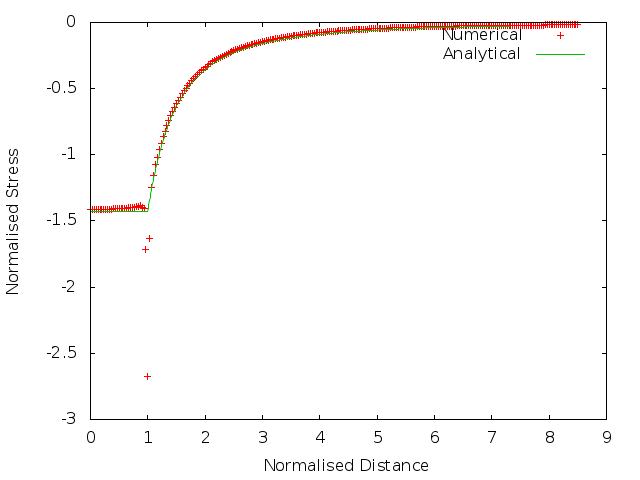 0
-0.5
-1
-1.5
-2
-2.5
-3
0 1 2 3 4 5 6 7 8 9
Normalised Stress
Normalised Distance
Numerical
Analytical